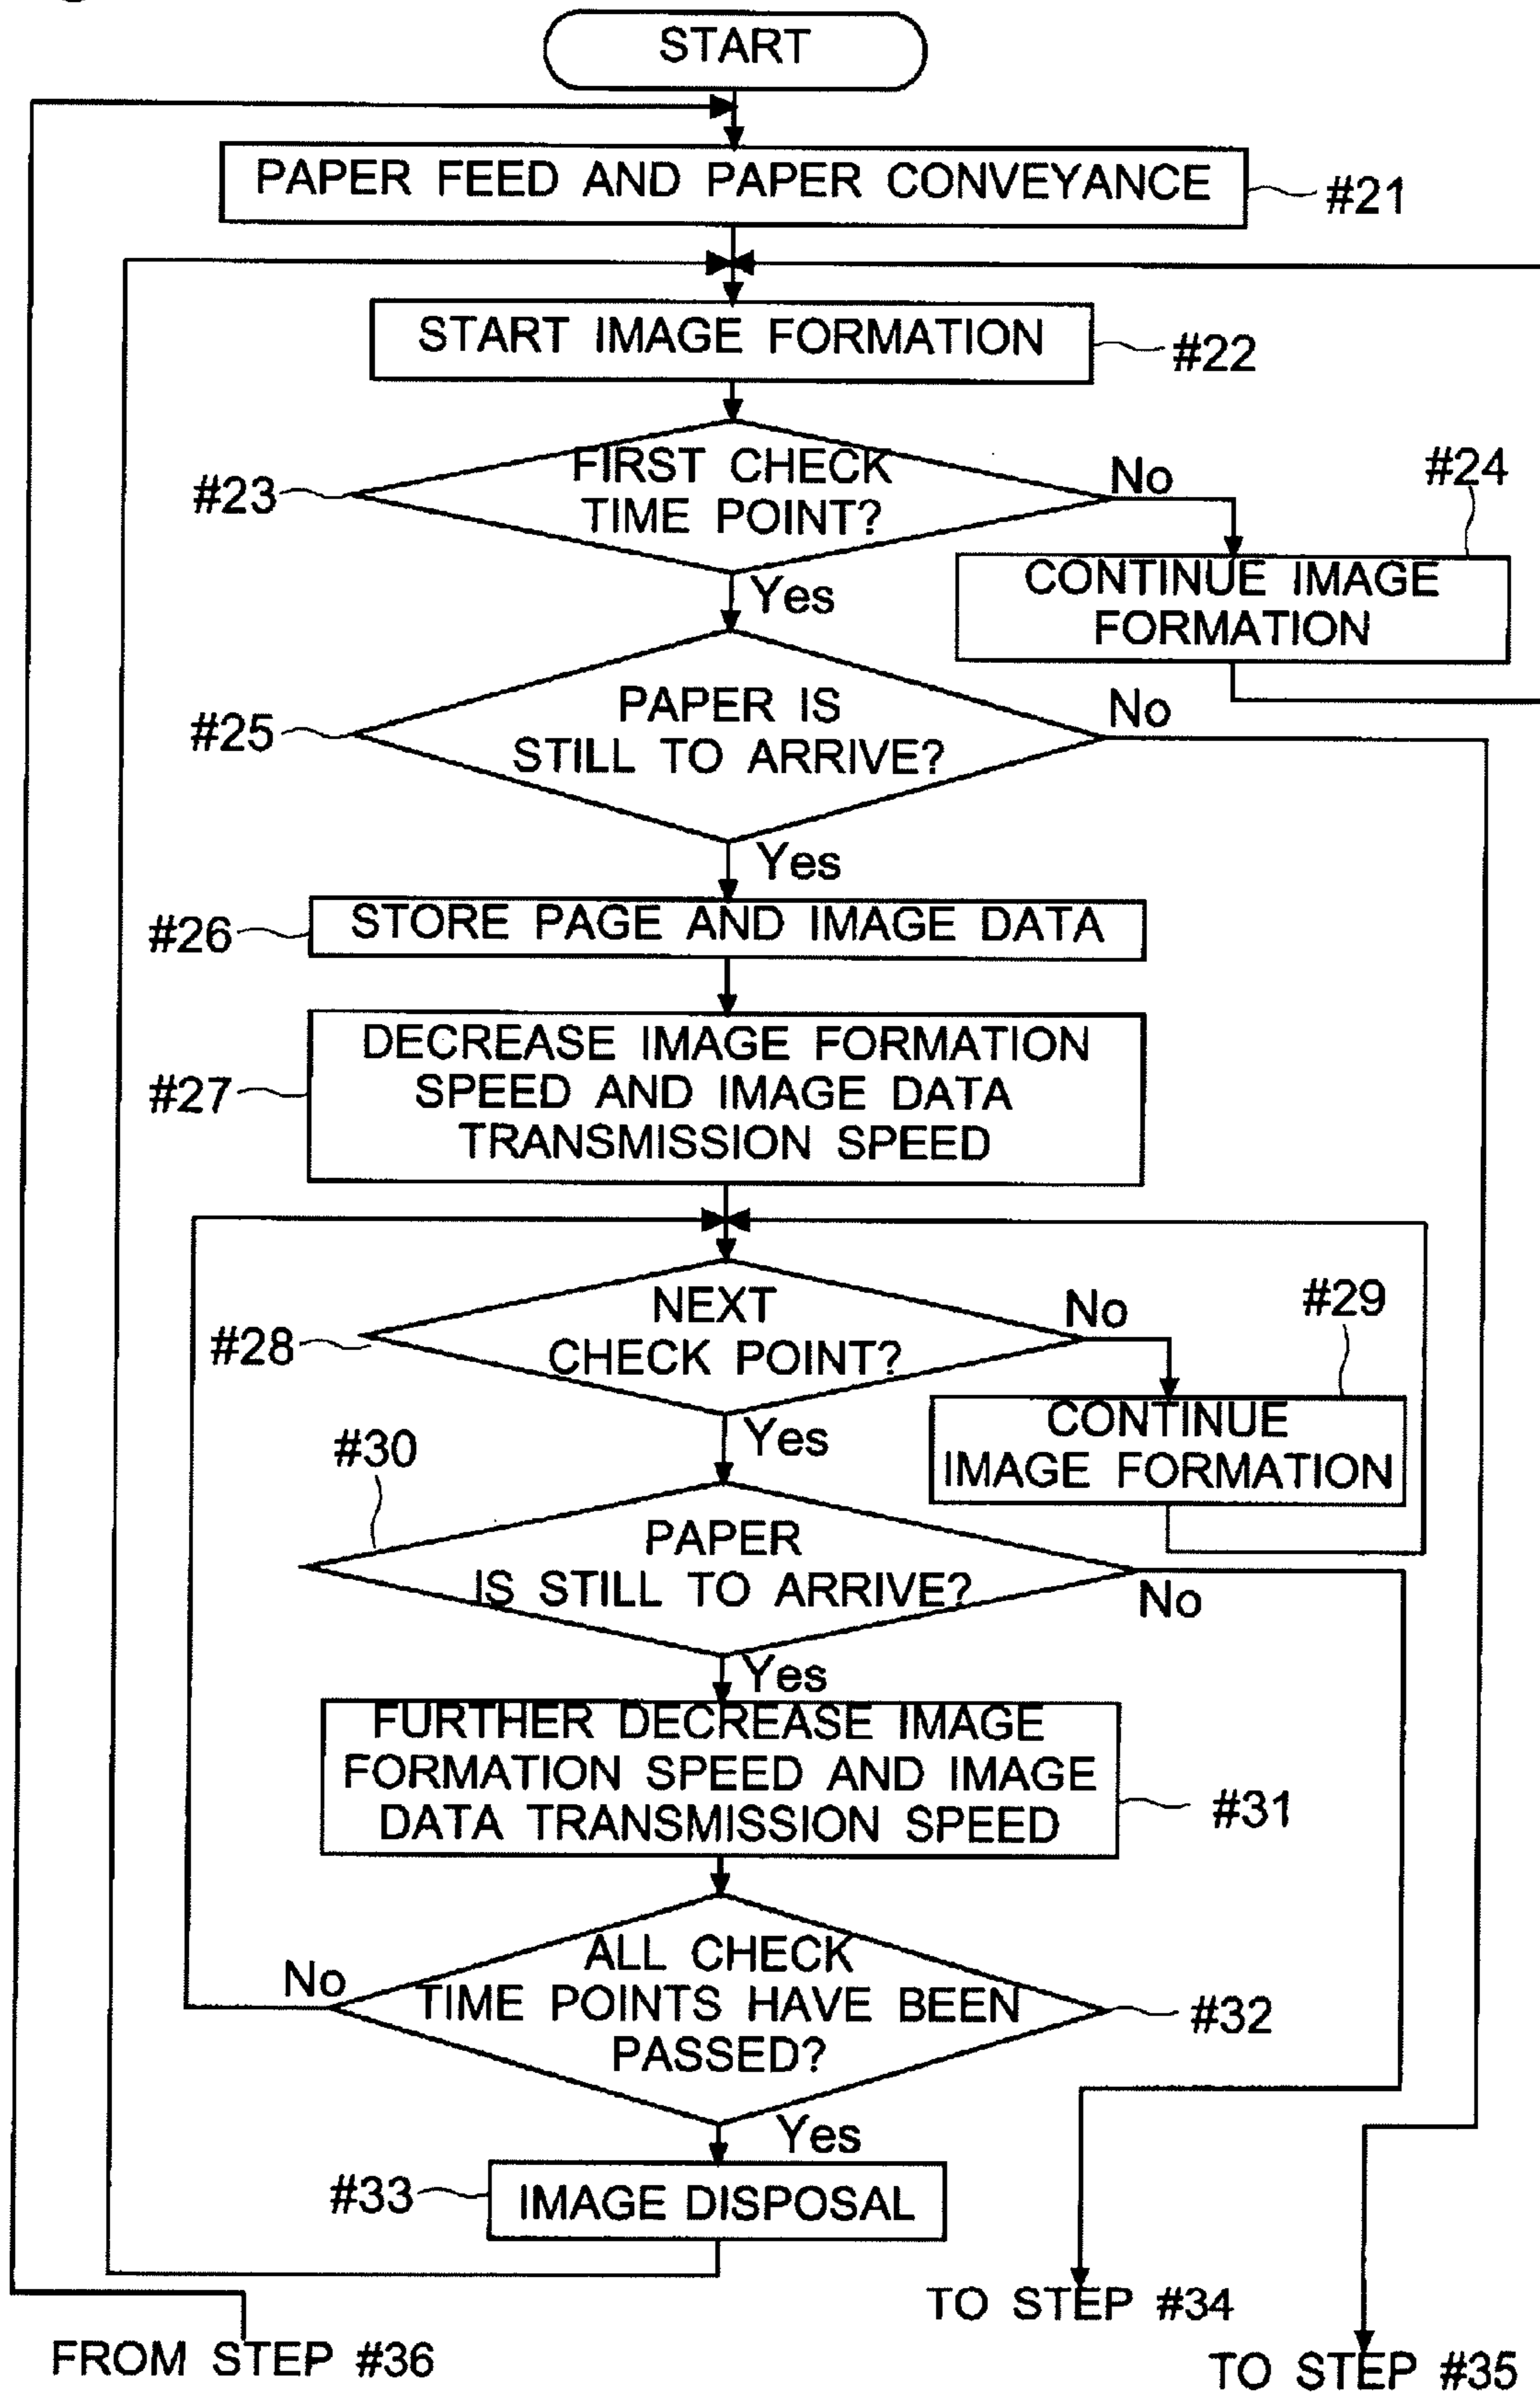 START
PAPER FEED AND PAPER CONVEYANCE
#21
START IMAGE FORMATION
#22
FIRST CHECK
TIME POINT?
#23
No
#24
CONTINUE IMAGE
FORMATION
Yes
PAPER IS
STILL TO ARRIVE?
#25
No
Yes
#26
STORE PAGE AND IMAGE DATA
#27
DECREASE IMAGE FORMATION
SPEED AND IMAGE DATA
TRANSMISSION SPEED
NEXT
CHECK POINT?
#28
No
#29
CONTINUE
IMAGE FORMATION
Yes
#30
PAPER
IS STILL TO ARRIVE?
No
Yes
FURTHER DECREASE IMAGE
FORMATION SPEED AND IMAGE
DATA TRANSMISSION SPEED
#31
ALL CHECK
TIME POINTS HAVE BEEN
PASSED?
No
#32
Yes
#33
IMAGE DISPOSAL
TO STEP #34
FROM STEP #36
TO STEP #35